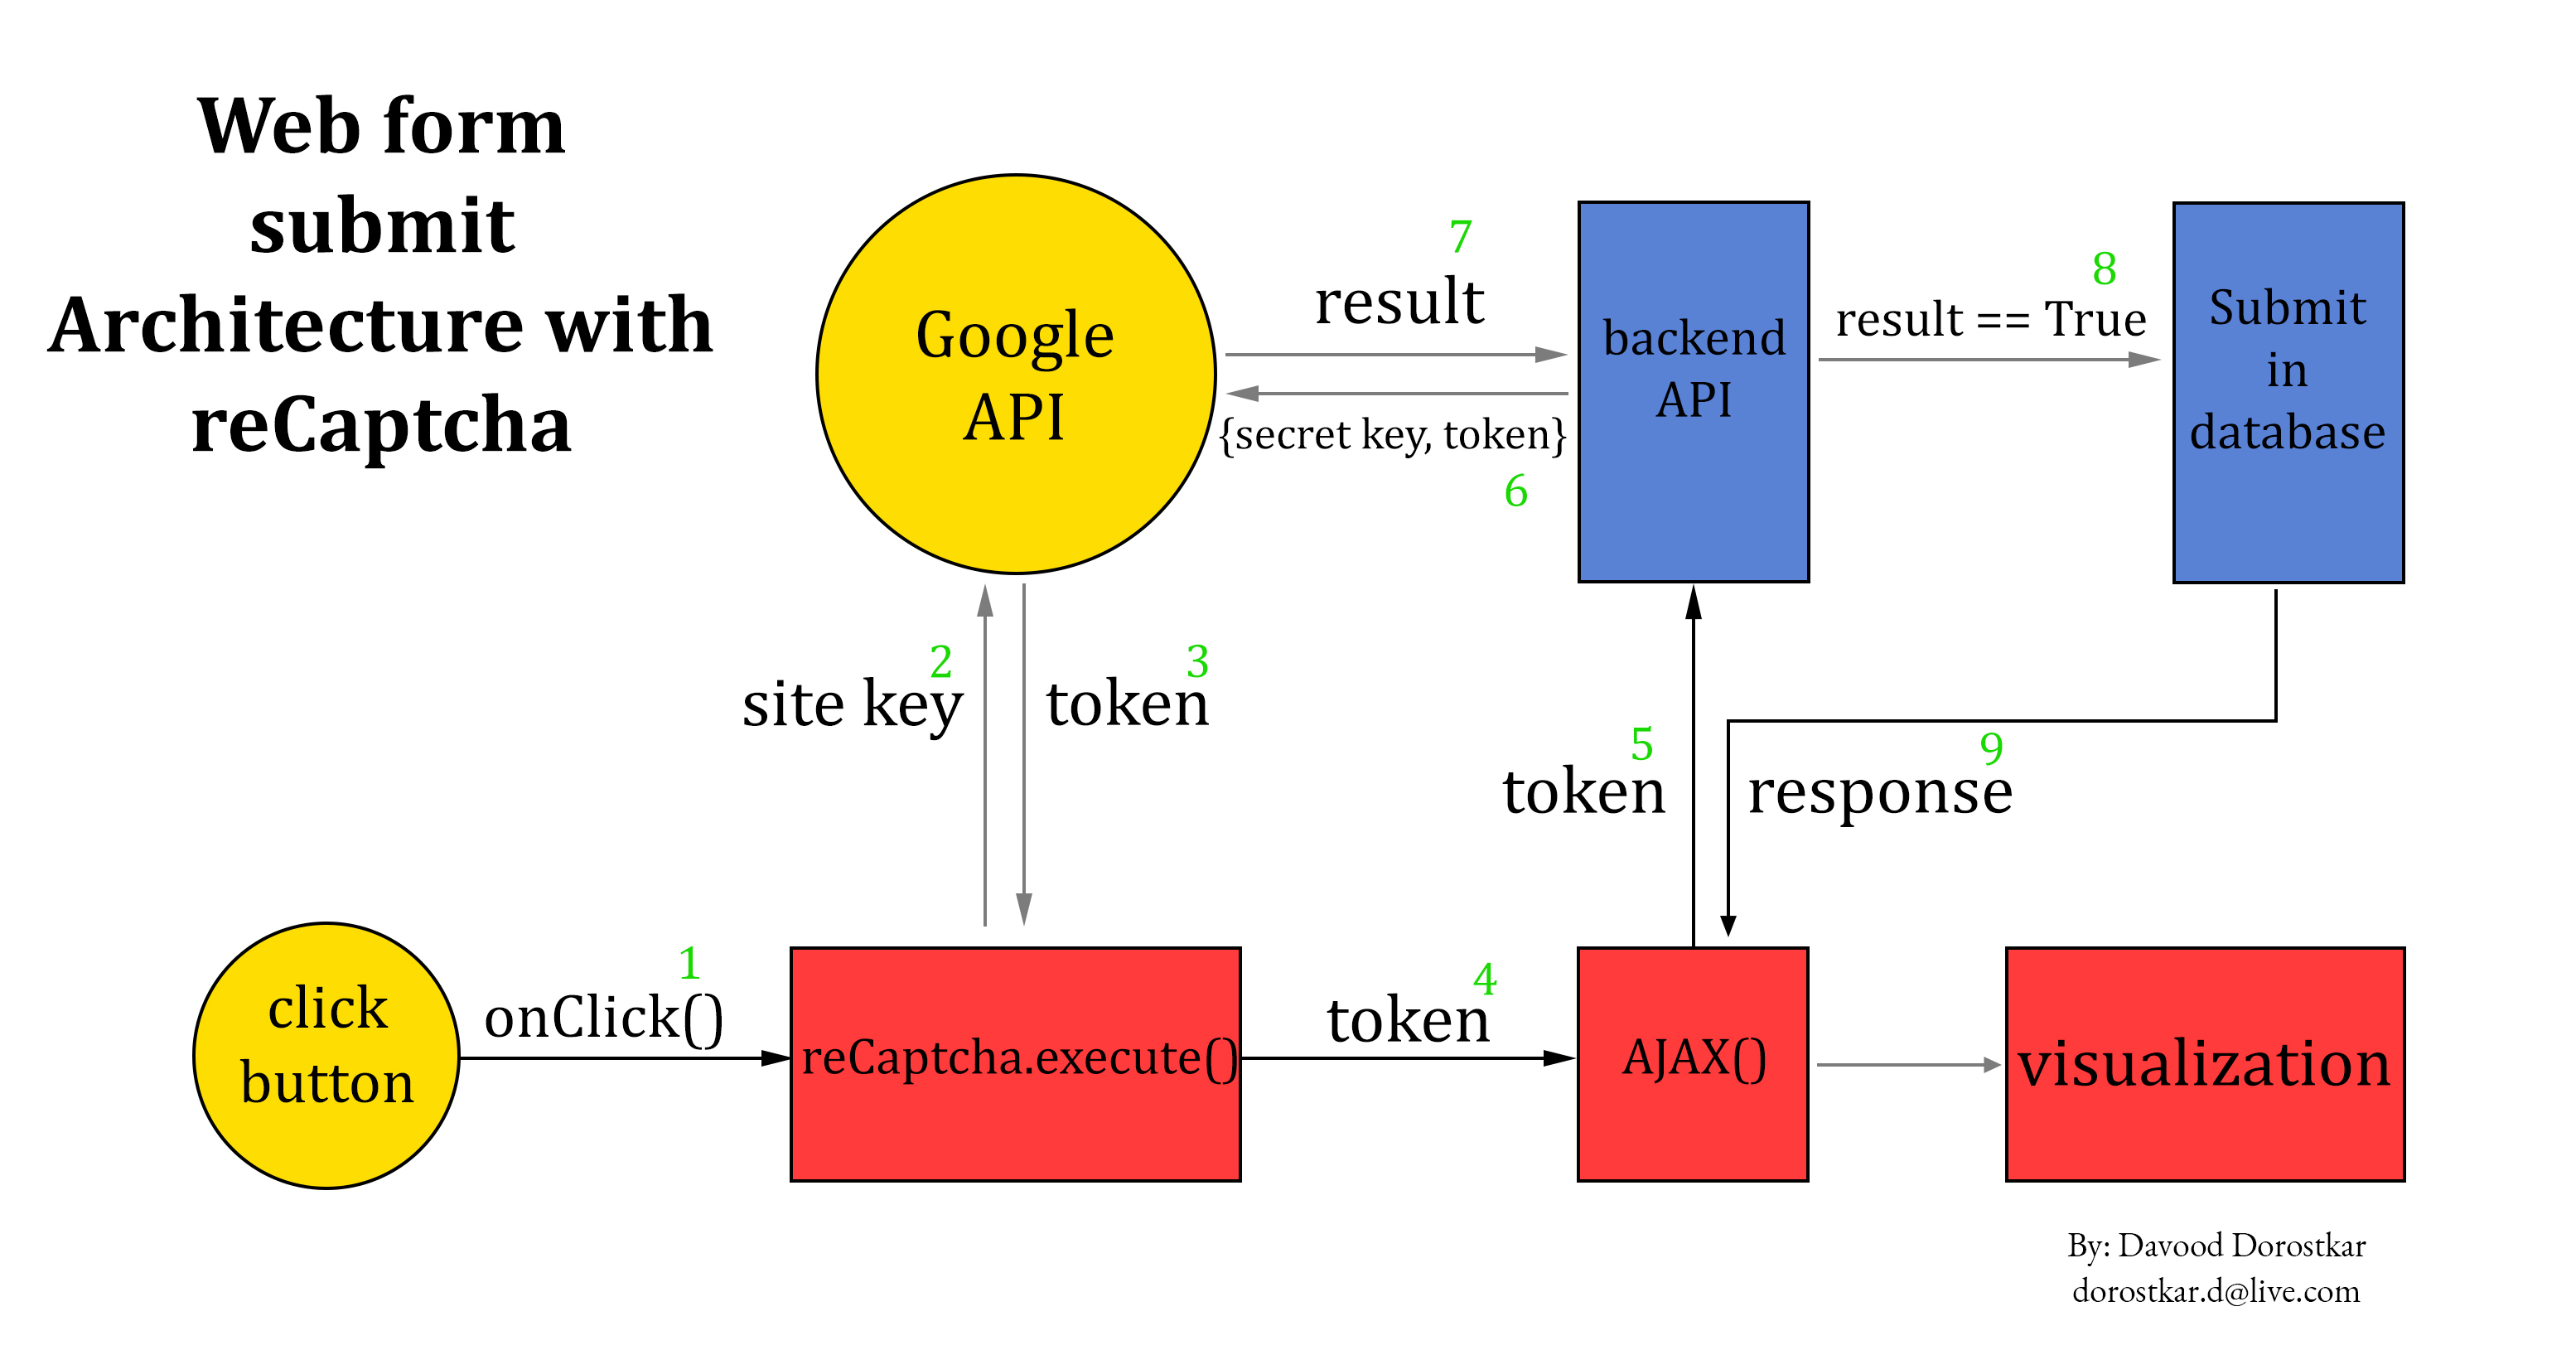 Web form
submit
Architecture with
reCaptcha
Google
API
7
result
{secret key, token}
6
backend
API
8
result == True
Submit
in
database
2
site key
3
token
5
token
9
response
click
button
1
onClick()
reCaptcha.execute()
4
token
AJAX()
visualization
By: Davood Dorostkar
dorostkar.d@live.com